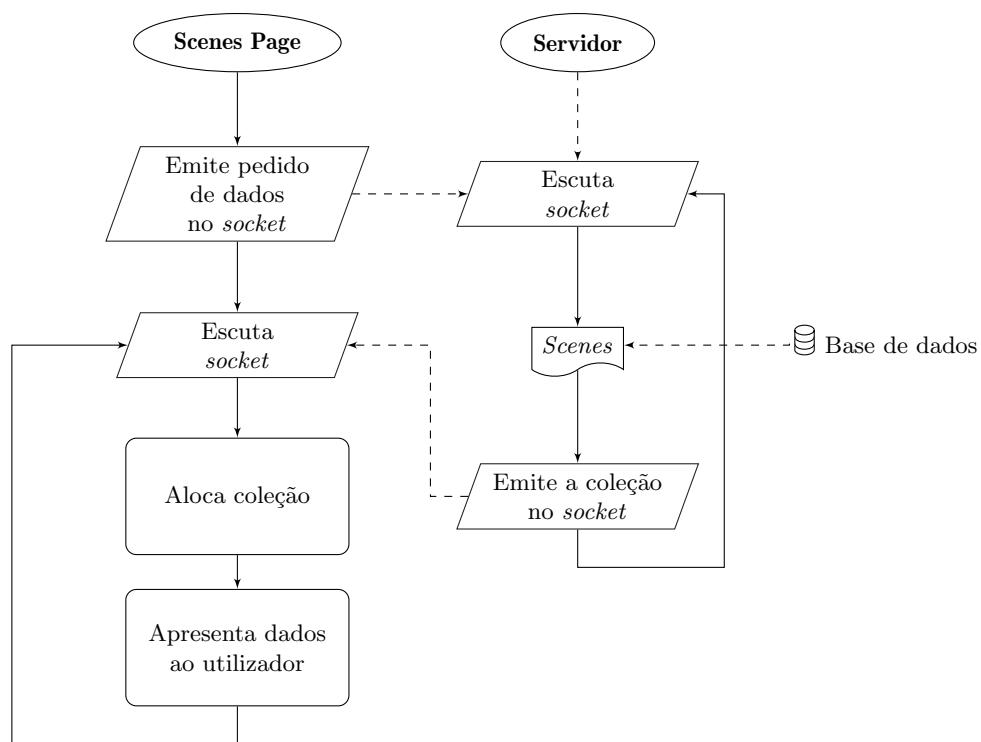 Scenes Page
Servidor
Emite pedido
de dados
no socket
Escuta
socket
Escuta
socket
Scenes
Base de dados
Aloca coleção
Emite a coleção
no socket
Apresenta dados
ao utilizador